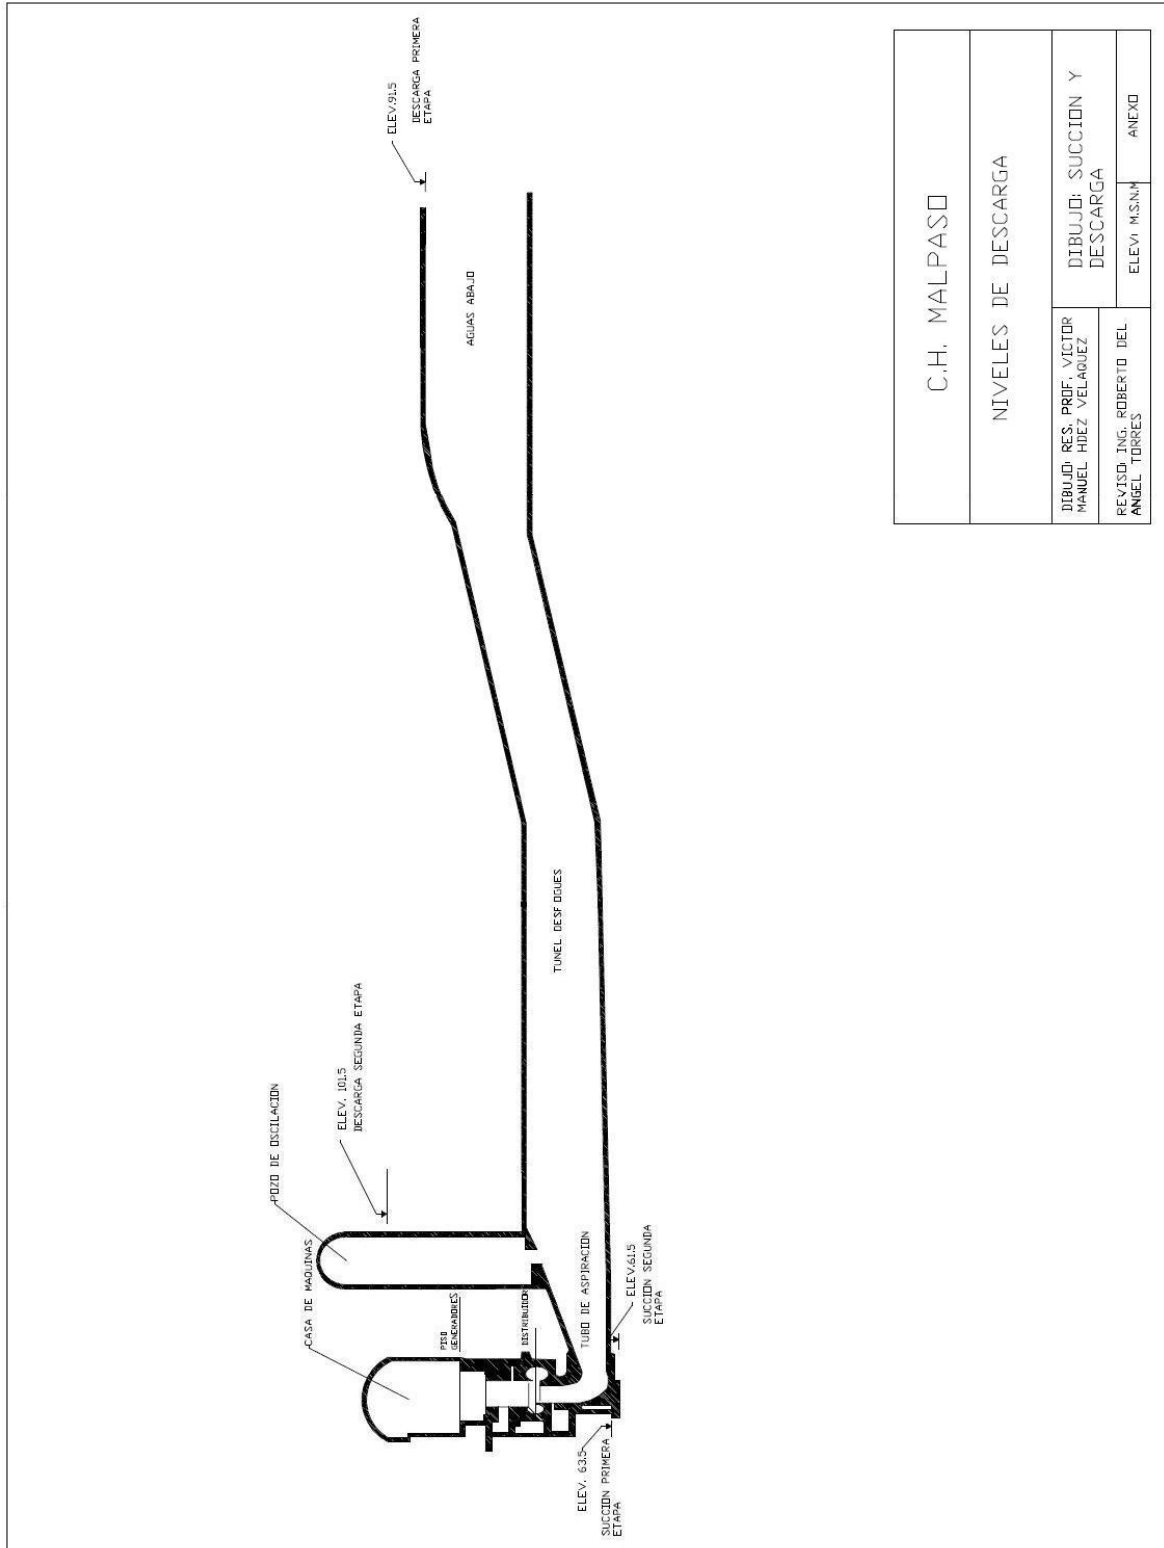 POZO DE OSCILACION
CASA DE MAQUINAS
ELEV. 101.5
DESCARGA SEGUNDA ETAPA
ELEV.91.5
DESCARGA PRIMERA
ETAPA
PISO
GENERADORES
DISTRIBUIDOR
AGUAS ABAJO
TUNEL DESFOGUES
TUBO DE ASPIRACION
ELEV. 63.5
SUCCION PRIMERA
ETAPA
ELEV.61.5
SUCCION SEGUNDA
ETAPA
C.H. MALPASO
NIVELES DE DESCARGA
DIBUJO: RES. PROF. VICTOR
MANUEL HDEZ VELAQUEZ
DIBUJO: SUCCION Y
DESCARGA
REVISO: ING. ROBERTO DEL
ANGEL TORRES
ELEV: M.S.N.M
ANEXO